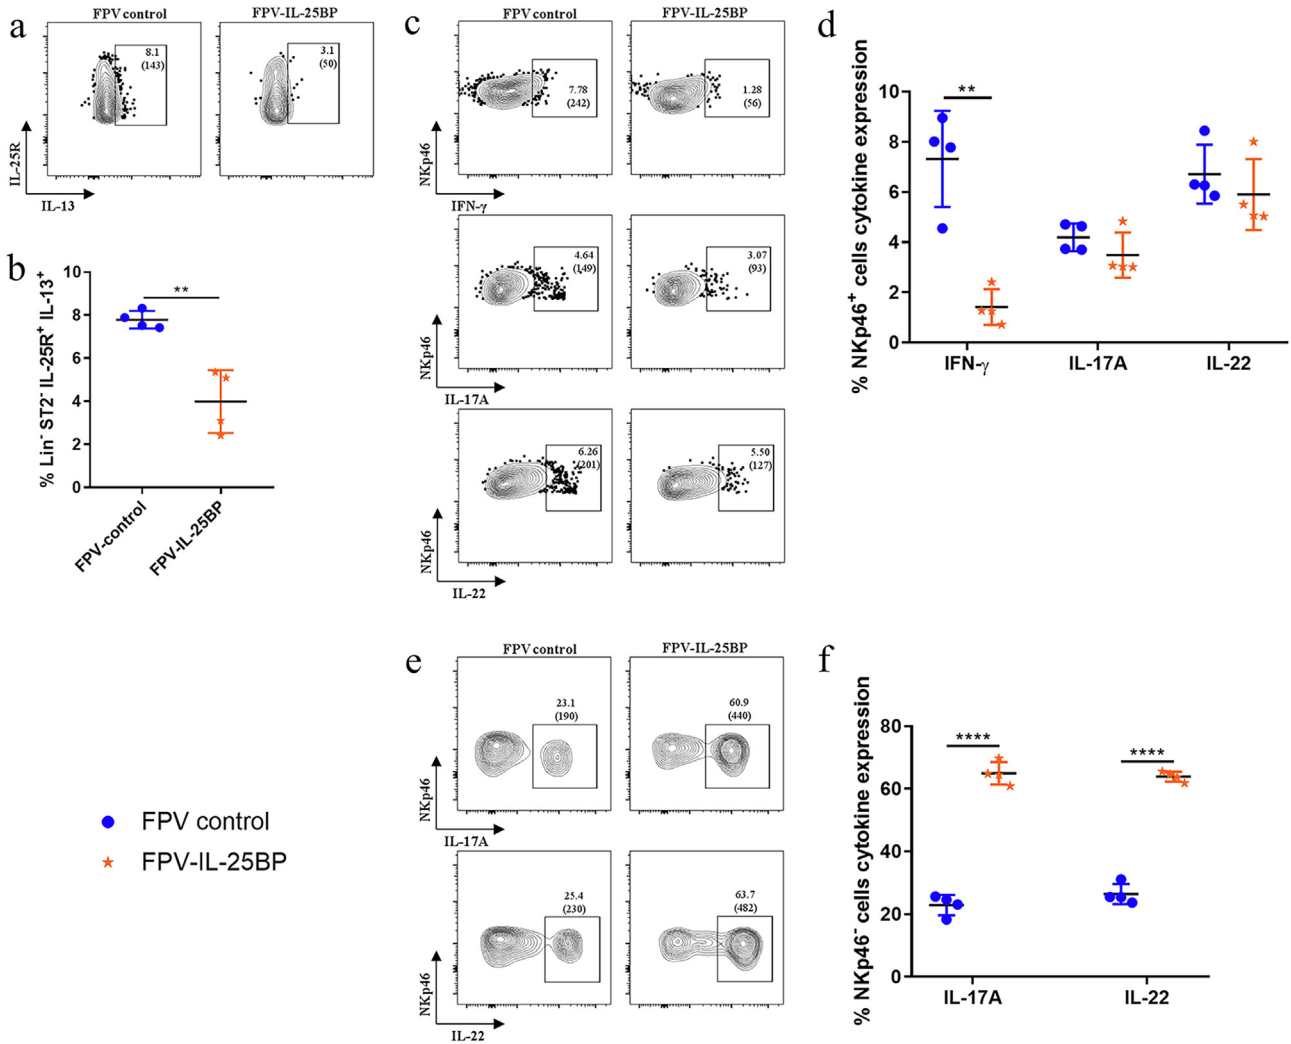 a
FPV control
FPV-IL-25BP
8.1
(143)
3.1
(50)
IL-25R
IL-13
b
% Lin- ST2- IL-25R+ IL-13+
10
8
6
4
2
0
**
FPV-control
FPV-IL-25BP
c
FPV control
FPV-IL-25BP
7.78
(242)
1.28
(56)
NKp46
IFN-γ
4.64
(149)
3.07
(93)
NKp46
IL-17A
6.26
(201)
5.50
(127)
NKp46
IL-22
d
% NKp46+ cells cytokine expression
10
8
6
4
2
0
**
IFN-γ
IL-17A
IL-22
e
FPV control
FPV-IL-25BP
23.1
(190)
60.9
(440)
NKp46
IL-17A
25.4
(230)
63.7
(482)
NKp46
IL-22
f
% NKp46- cells cytokine expression
80
60
40
20
0
****
****
IL-17A
IL-22
FPV control
FPV-IL-25BP